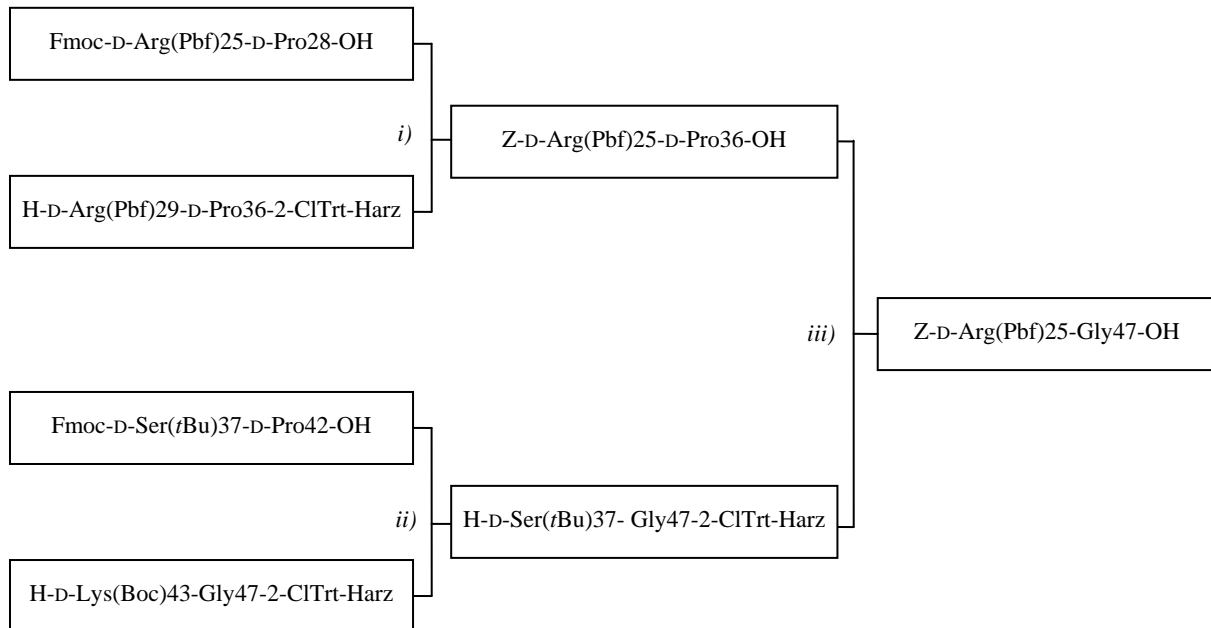 Fmoc-D-Arg(Pbf)25-D-Pro28-OH
i)
Z-D-Arg(Pbf)25-D-Pro36-OH
H-D-Arg(Pbf)29-D-Pro36-2-ClTrt-Harz
iii)
Z-D-Arg(Pbf)25-Gly47-OH
Fmoc-D-Ser(tBu)37-D-Pro42-OH
ii)
H-D-Ser(tBu)37- Gly47-2-ClTrt-Harz
H-D-Lys(Boc)43-Gly47-2-ClTrt-Harz